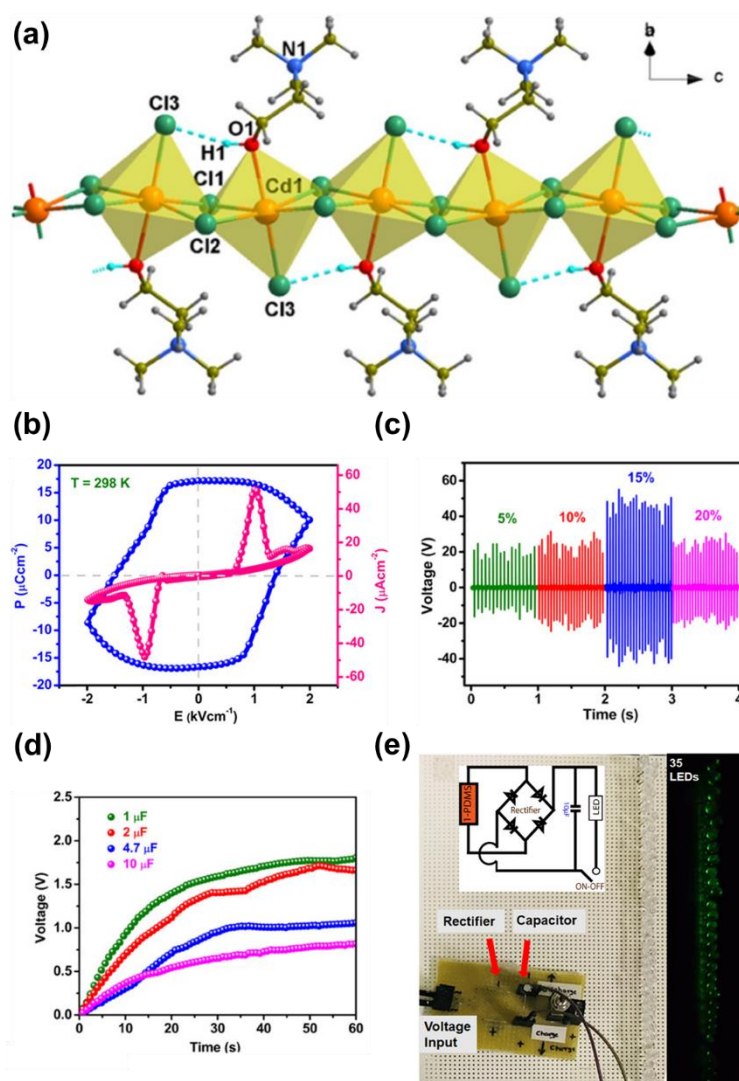 (a)
N1
b
c
Cl3
O1
H1
Cl1
Cd1
Cl2
Cl3
(b)
T = 298 K
P (μCcm⁻²)
20
15
10
5
0
-5
-10
-15
-20
J (μAcm⁻²)
60
40
20
0
-20
-40
-60
-2 -1 0 1 2
E (kVcm⁻¹)
(c)
Voltage (V)
60
40
20
0
-20
-40
5%
10%
15%
20%
0 1 2 3 4
Time (s)
(d)
Voltage (V)
2.5
2.0
1.5
1.0
0.5
0.0
1 μF
2 μF
4.7 μF
10 μF
0 10 20 30 40 50 60
Time (s)
(e)
35
LEDs
1-PDMS
Rectifier
10μF
LED
ON-OFF
Rectifier
Capacitor
Voltage
Input
Charge
Charge